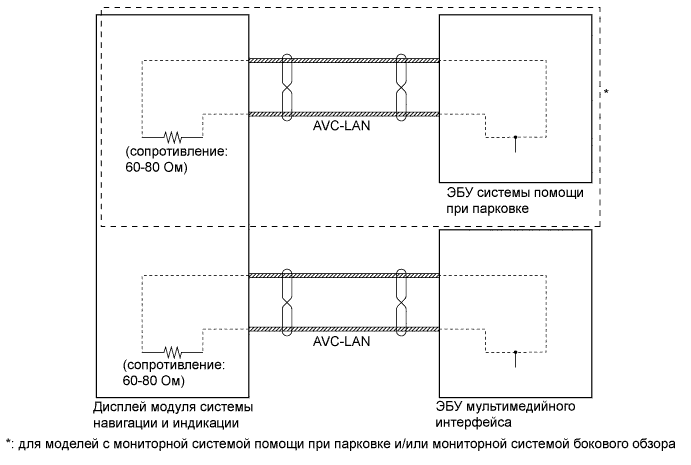 *
AVC-LAN
(сопротивление:
60-80 Ом)
ЭБУ системы помощи
при парковке
AVC-LAN
(сопротивление:
60-80 Ом)
Дисплей модуля системы
навигации и индикации
ЭБУ мультимедийного
интерфейса
*: для моделей с мониторной системой помощи при парковке и/или мониторной системой бокового обзора